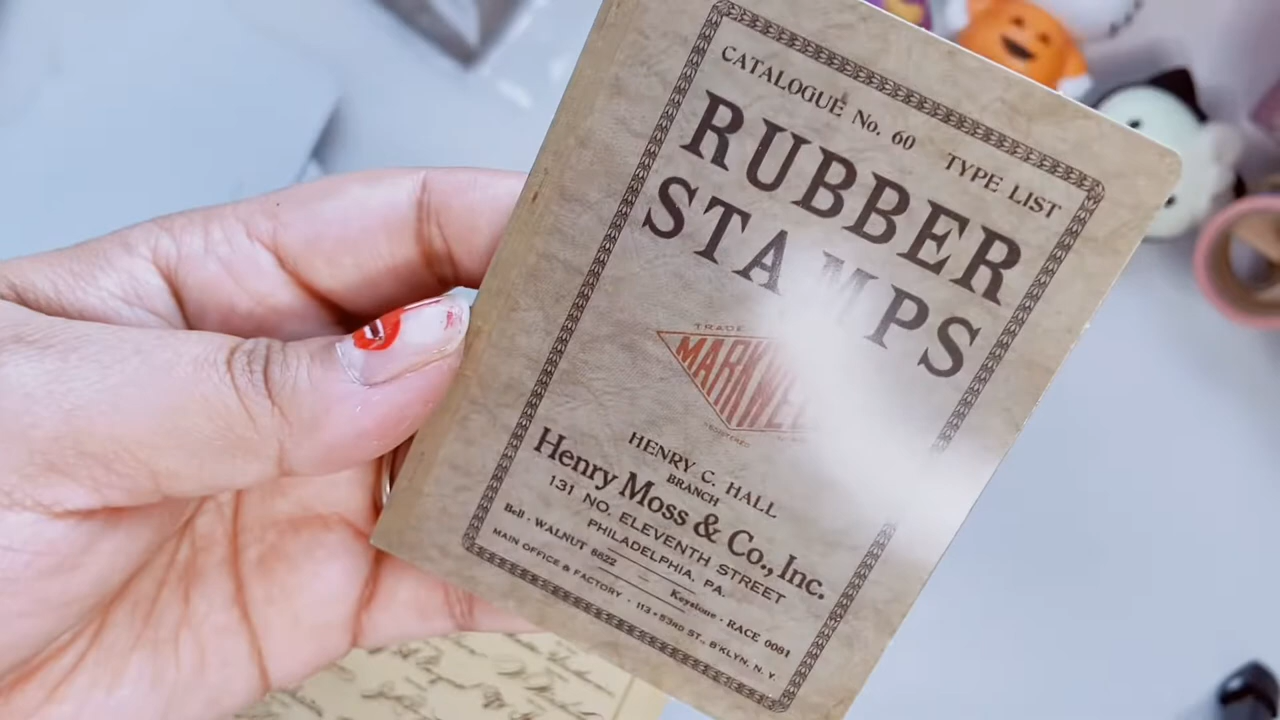 CATALOGUE No. 60 TYPE LIST
RUBBER
STAMPS
TRADE
REGISTERED
HENRY C. HALL
BRANCH
Henry Moss & Co., Inc.
131 NO. ELEVENTH STREET
PHILADELPHIA, PA.
Bell · WALNUT 6822 Keystone · RACE 0081
MAIN OFFICE & FACTORY · 113 · 53RD ST., B'KLYN, N. Y.